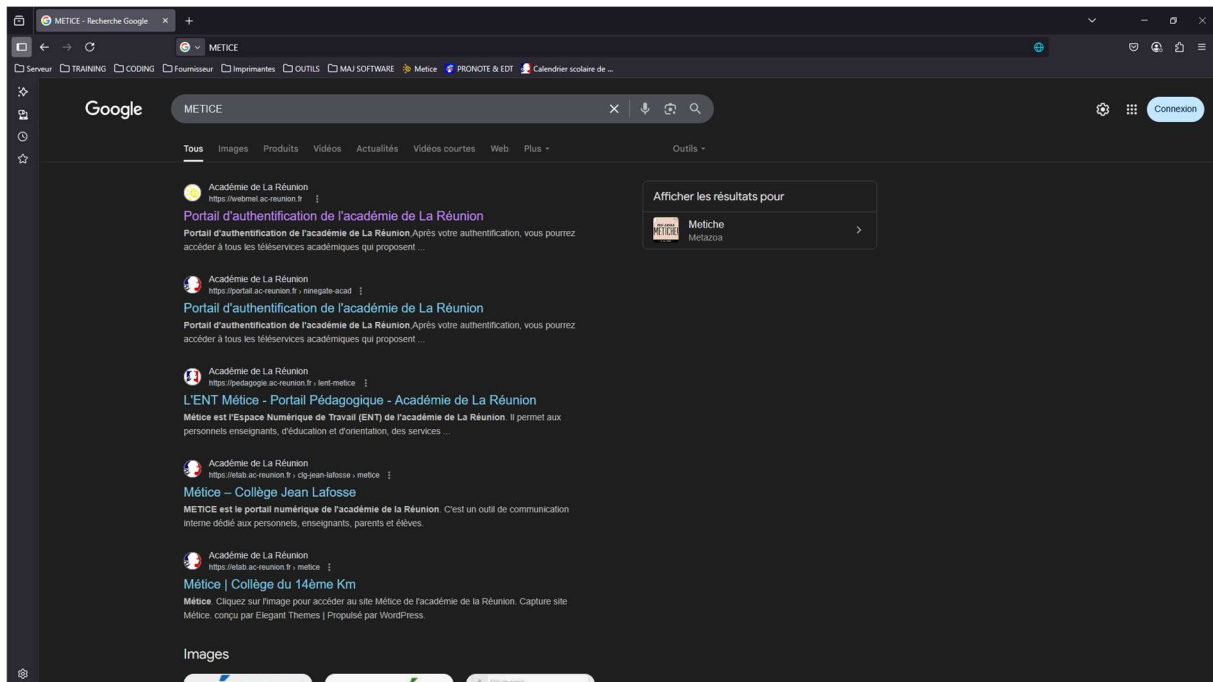 METICE - Recherche Google
METICE
Serveur TRAINING CODING Fournisseur Imprimantes OUTILS MAJ SOFTWARE Metice PRONOTE & EDT Calendrier scolaire de ...
Google
METICE
Connexion
Tous Images Produits Vidéos Actualités Vidéos courtes Web Plus Outils
Académie de La Réunion
https://webmel.ac-reunion.fr
Portail d'authentification de l'académie de La Réunion
Portail d'authentification de l'académie de La Réunion,Après votre authentification, vous pourrez
accéder à tous les téléservices académiques qui proposent ...
Académie de La Réunion
https://portail.ac-reunion.fr › ninegate-acad
Portail d'authentification de l'académie de La Réunion
Portail d'authentification de l'académie de La Réunion,Après votre authentification, vous pourrez
accéder à tous les téléservices académiques qui proposent ...
Académie de La Réunion
https://pedagogie.ac-reunion.fr › lent-metice
L'ENT Métice - Portail Pédagogique - Académie de La Réunion
Métice est l'Espace Numérique de Travail (ENT) de l'académie de La Réunion. Il permet aux
personnels enseignants, d'éducation et d'orientation, des services ...
Académie de La Réunion
https://etab.ac-reunion.fr › clg-jean-lafosse › metice
Métice – Collège Jean Lafosse
METICE est le portail numérique de l'académie de la Réunion. C'est un outil de communication
interne dédié aux personnels, enseignants, parents et élèves.
Académie de La Réunion
https://etab.ac-reunion.fr › metice
Métice | Collège du 14ème Km
Métice. Cliquez sur l'image pour accéder au site Métice de l'académie de la Réunion. Capture site
Métice. conçu par Elegant Themes | Propulsé par WordPress.
Images
Afficher les résultats pour
METICHE!
Metiche
Metazoa